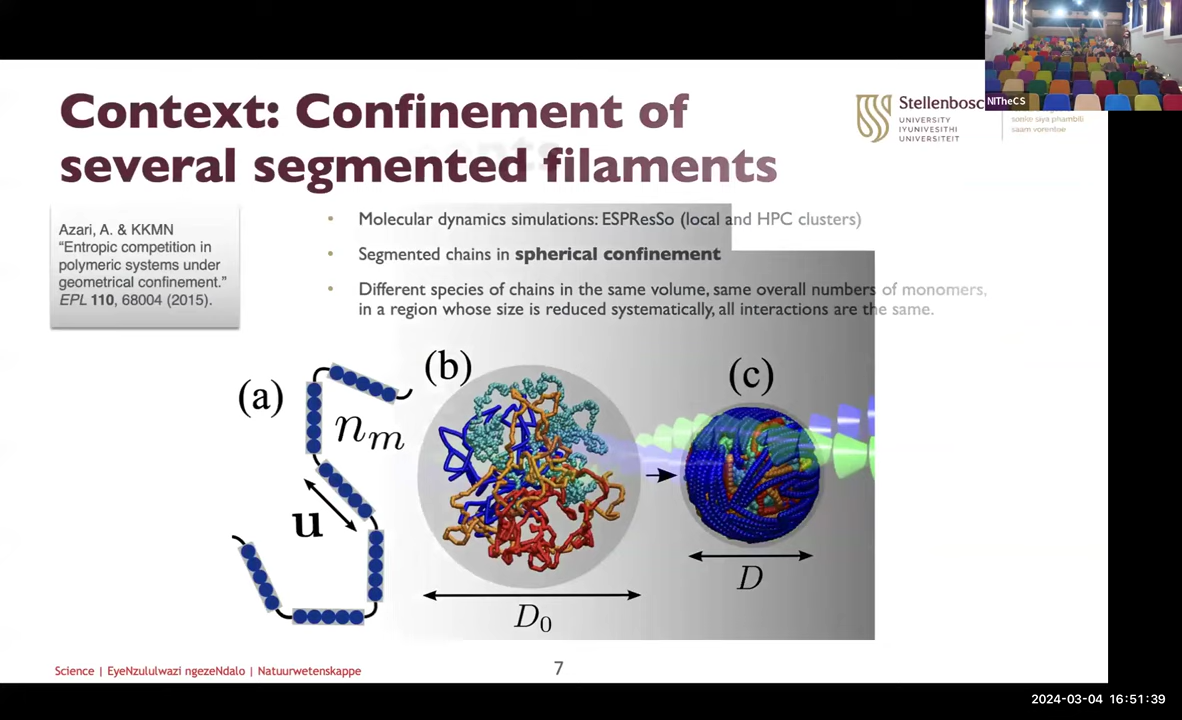 Context: Confinement of
several segmented filaments
Stellenbosc
UNIVERSITY
IYUNIVESITHI
UNIVERSITEIT
sonke siya phambili
saam vorentoe
NITheCS
Azari, A. & KKMN
“Entropic competition in
polymeric systems under
geometrical confinement.”
EPL 110, 68004 (2015).
• Molecular dynamics simulations: ESPResSo (local and HPC clusters)
• Segmented chains in spherical confinement
• Different species of chains in the same volume, same overall numbers of monomers,
in a region whose size is reduced systematically, all interactions are the same.
(a)
n_m
u
(b)
D_0
(c)
D
Science | EyeNzululwazi ngezeNdalo | Natuurwetenskappe
7
2024-03-04 16:51:39